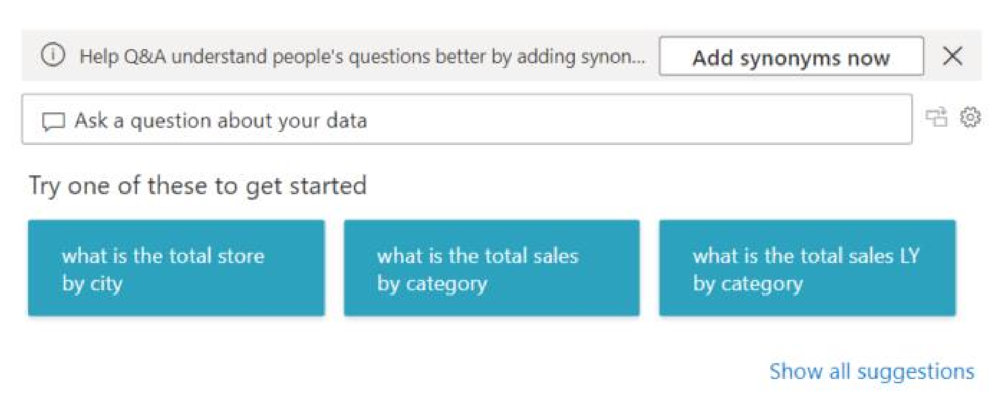 Help Q&A understand people's questions better by adding synon...
Add synonyms now
Ask a question about your data
Try one of these to get started
what is the total store
by city
what is the total sales
by category
what is the total sales LY
by category
Show all suggestions